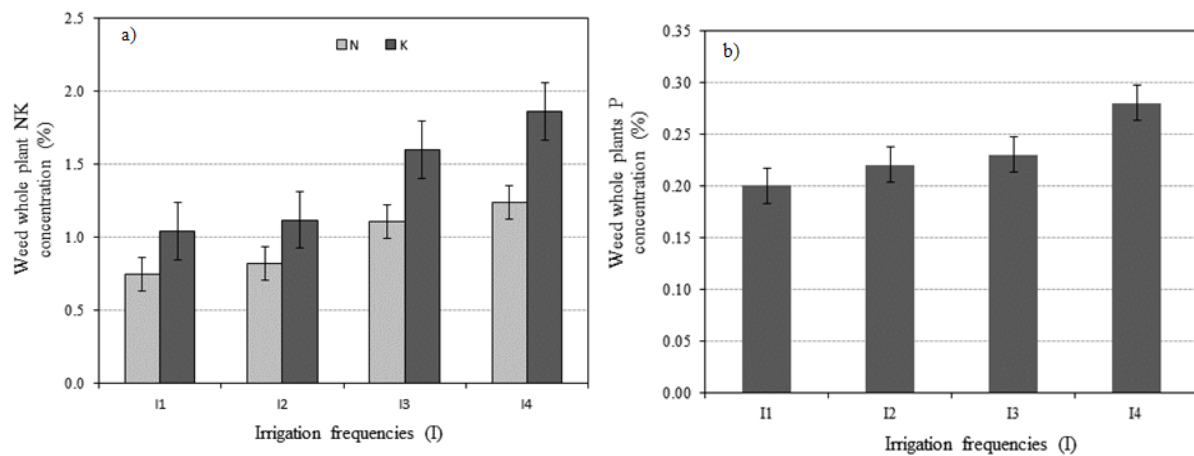 a)
N K
Weed whole plant NK
concentration (%)
2.5
2.0
1.5
1.0
0.5
0.0
I1 I2 I3 I4
Irrigation frequencies (I)
b)
Weed whole plants P
concentration (%)
0.35
0.30
0.25
0.20
0.15
0.10
0.05
0.00
I1 I2 I3 I4
Irrigation frequencies (I)